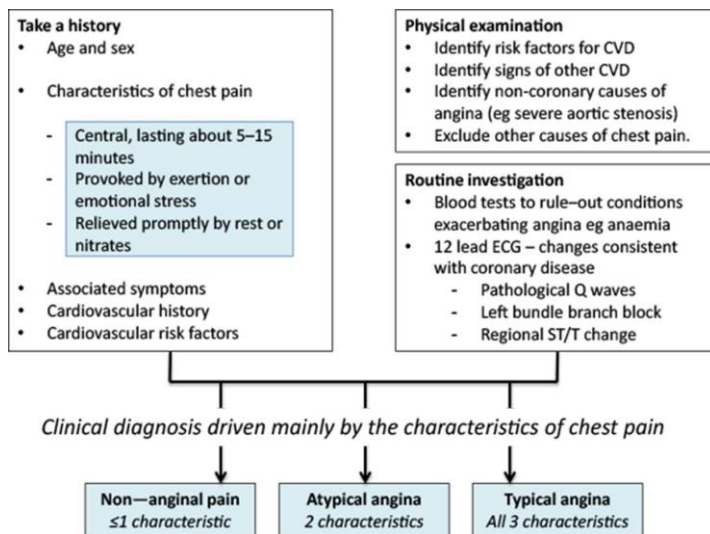 Take a history
• Age and sex
• Characteristics of chest pain
- Central, lasting about 5–15
minutes
- Provoked by exertion or
emotional stress
- Relieved promptly by rest or
nitrates
• Associated symptoms
• Cardiovascular history
• Cardiovascular risk factors
Physical examination
• Identify risk factors for CVD
• Identify signs of other CVD
• Identify non-coronary causes of
angina (eg severe aortic stenosis)
• Exclude other causes of chest pain.
Routine investigation
• Blood tests to rule–out conditions
exacerbating angina eg anaemia
• 12 lead ECG – changes consistent
with coronary disease
- Pathological Q waves
- Left bundle branch block
- Regional ST/T change
Clinical diagnosis driven mainly by the characteristics of chest pain
Non—anginal pain
≤1 characteristic
Atypical angina
2 characteristics
Typical angina
All 3 characteristics